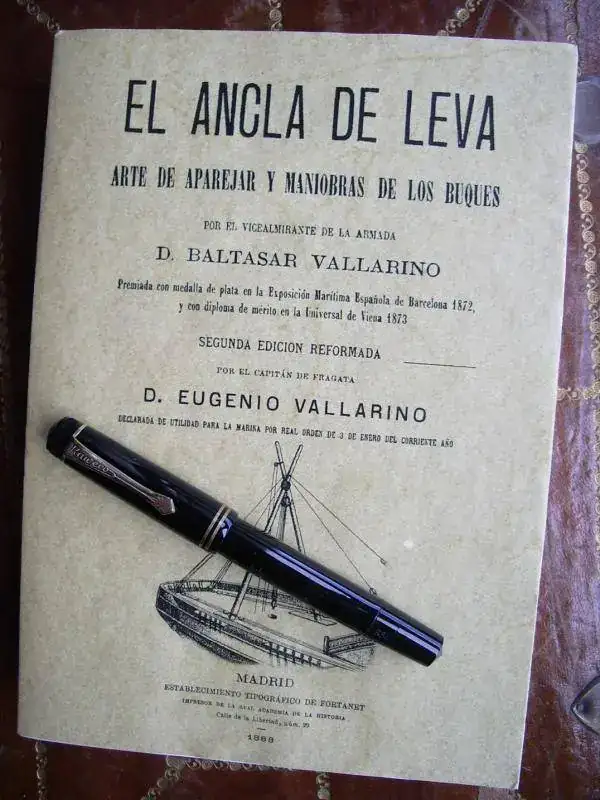 EL ANCLA DE LEVA
ARTE DE APAREJAR Y MANIOBRAS DE LOS BUQUES
POR EL VICEALMIRANTE DE LA ARMADA
D. BALTASAR VALLARINO
Premiada con medalla de plata en la Exposición Marítima Española de Barcelona 1872,
y con diploma de mérito en la Universal de Viena 1873
SEGUNDA EDICION REFORMADA
POR EL CAPITÁN DE FRAGATA
D. EUGENIO VALLARINO
DECLARADA DE UTILIDAD PARA LA MARINA POR REAL ORDEN DE 3 DE ENERO DEL CORRIENTE AÑO
MADRID
ESTABLECIMIENTO TIPOGRÁFICO DE FORTANET
IMPRESOR DE LA REAL ACADEMIA DE LA HISTORIA
Calle de la Libertad, núm. 29
1888